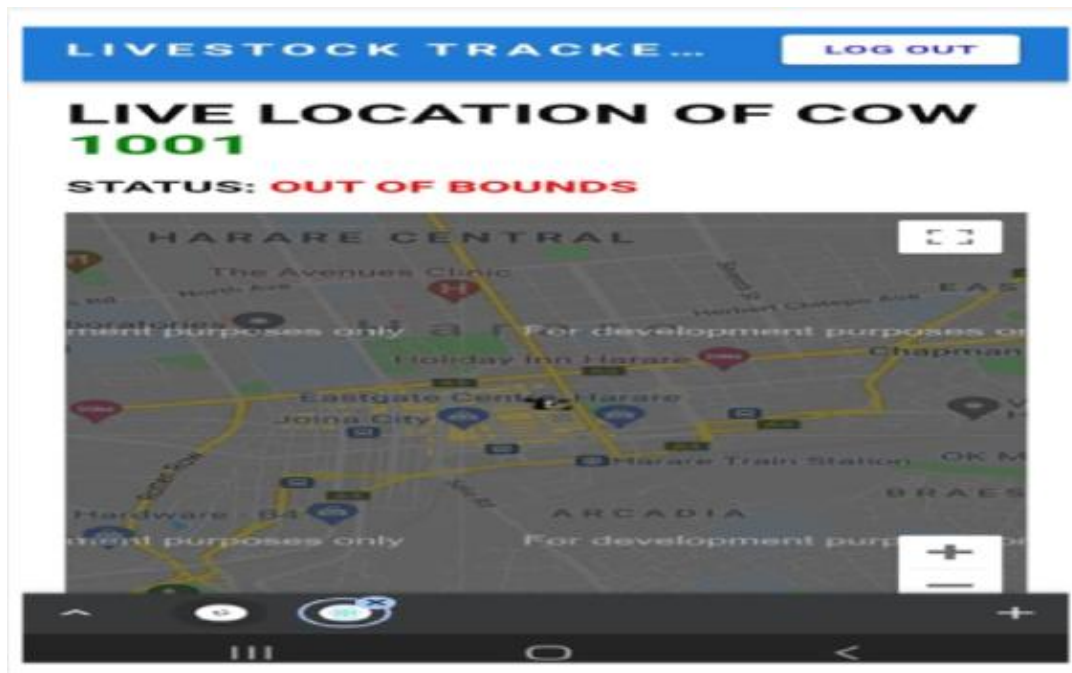 LIVESTOCK TRACKE...
LOG OUT
LIVE LOCATION OF COW
1001
STATUS: OUT OF BOUNDS
HARARE CENTRAL
The Avenues Clinic
North Ave
Herbert Chitepo Ave
EAS
ment purposes only
For development purposes on
Holiday Inn Harare
Chapman
Eastgate Centre Harare
Joina City
Harare Train Station
OK M
BRAES
Hardware - B4
ARCADIA
ment purposes only
For development purp